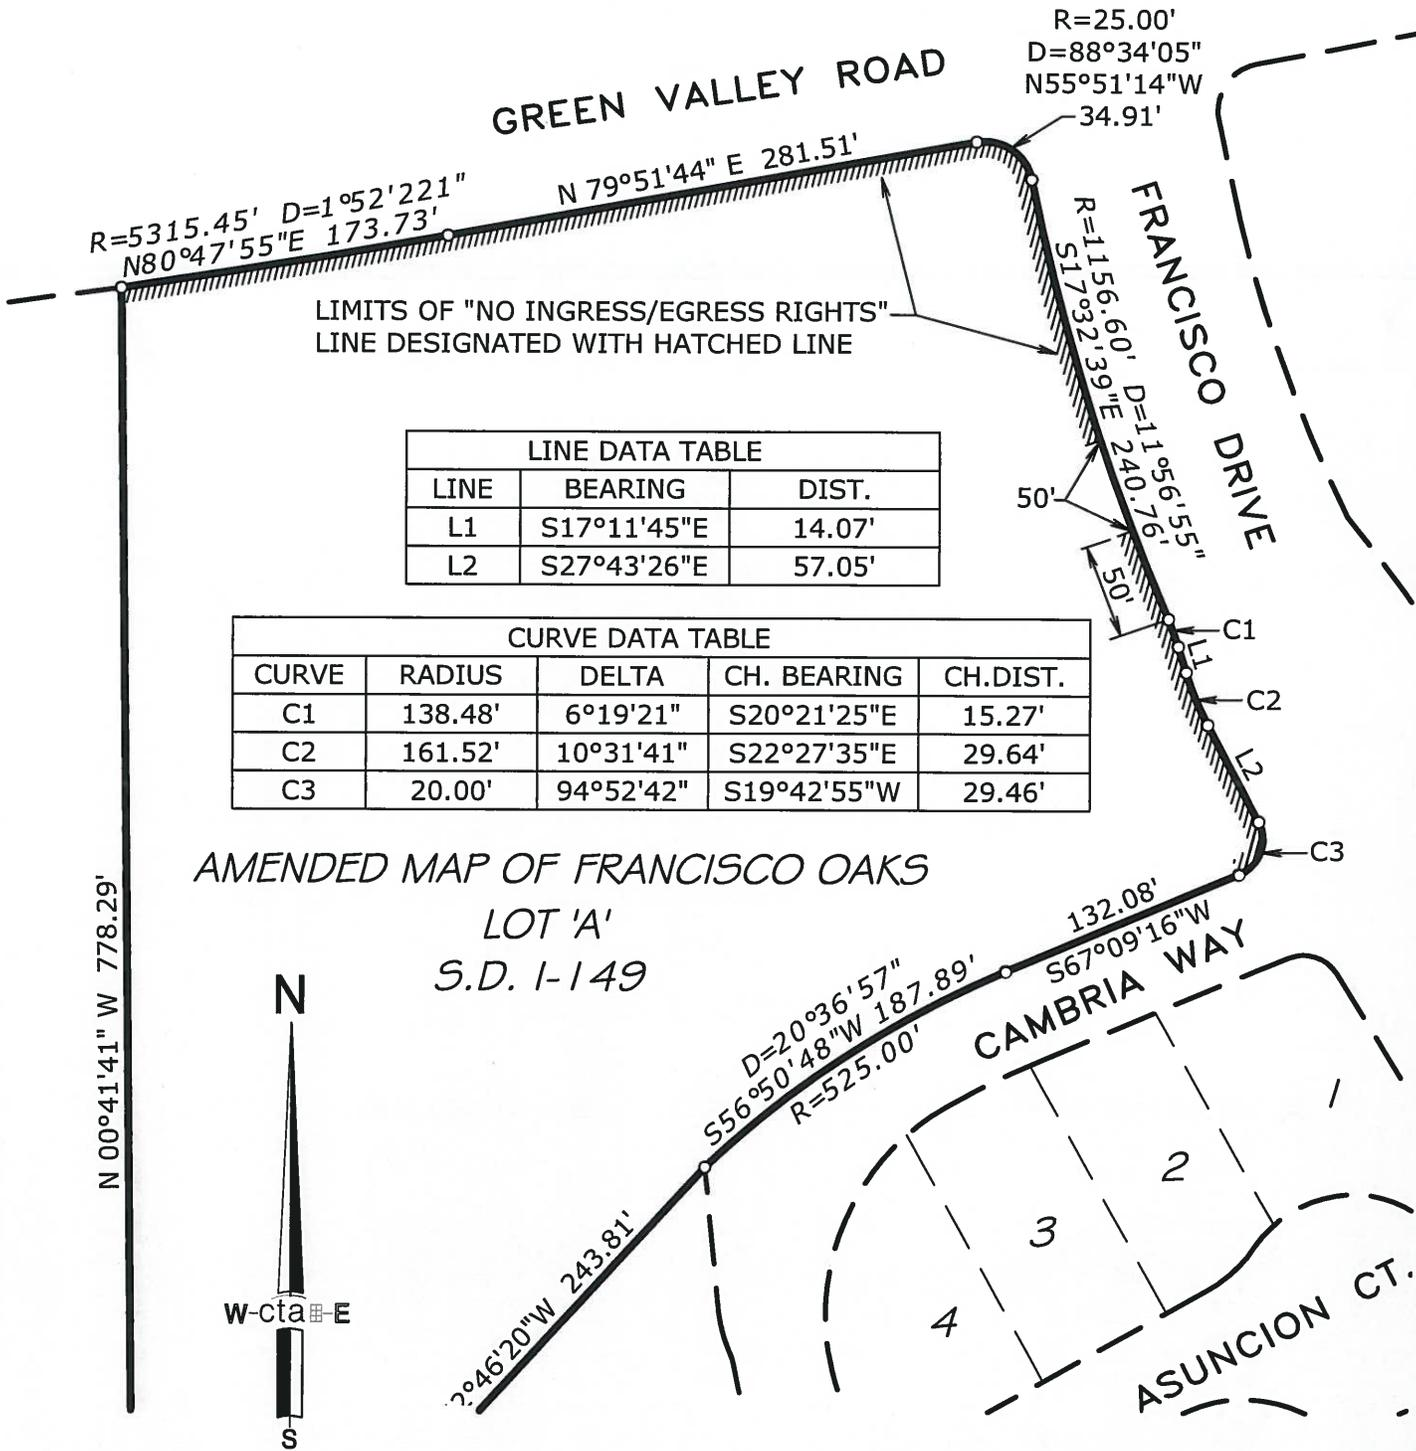 R=25.00'
D=88°34'05"
N55°51'14"W
34.91'
GREEN VALLEY ROAD
N 79°51'44" E 281.51'
R=5315.45' D=1°52'221"
N80°47'55"E 173.73'
FRANCISCO DRIVE
R=1156.60' D=11°56'55"
S17°32'39"E 240.76'
LIMITS OF "NO INGRESS/EGRESS RIGHTS"
LINE DESIGNATED WITH HATCHED LINE
LINE DATA TABLE
LINE BEARING DIST.
L1 S17°11'45"E 14.07'
L2 S27°43'26"E 57.05'
50'
50'
C1
L1
C2
L2
C3
CURVE DATA TABLE
CURVE RADIUS DELTA CH. BEARING CH.DIST.
C1 138.48' 6°19'21" S20°21'25"E 15.27'
C2 161.52' 10°31'41" S22°27'35"E 29.64'
C3 20.00' 94°52'42" S19°42'55"W 29.46'
AMENDED MAP OF FRANCISCO OAKS
LOT 'A'
S.D. I-149
N 00°41'41" W 778.29'
132.08'
S67°09'16"W
CAMBRIA WAY
D=20°36'57"
S56°50'48"W 187.89'
R=525.00'
2°46'20"W 243.81'
N
W-cta-E
S
1
2
3
4
ASUNCION CT.